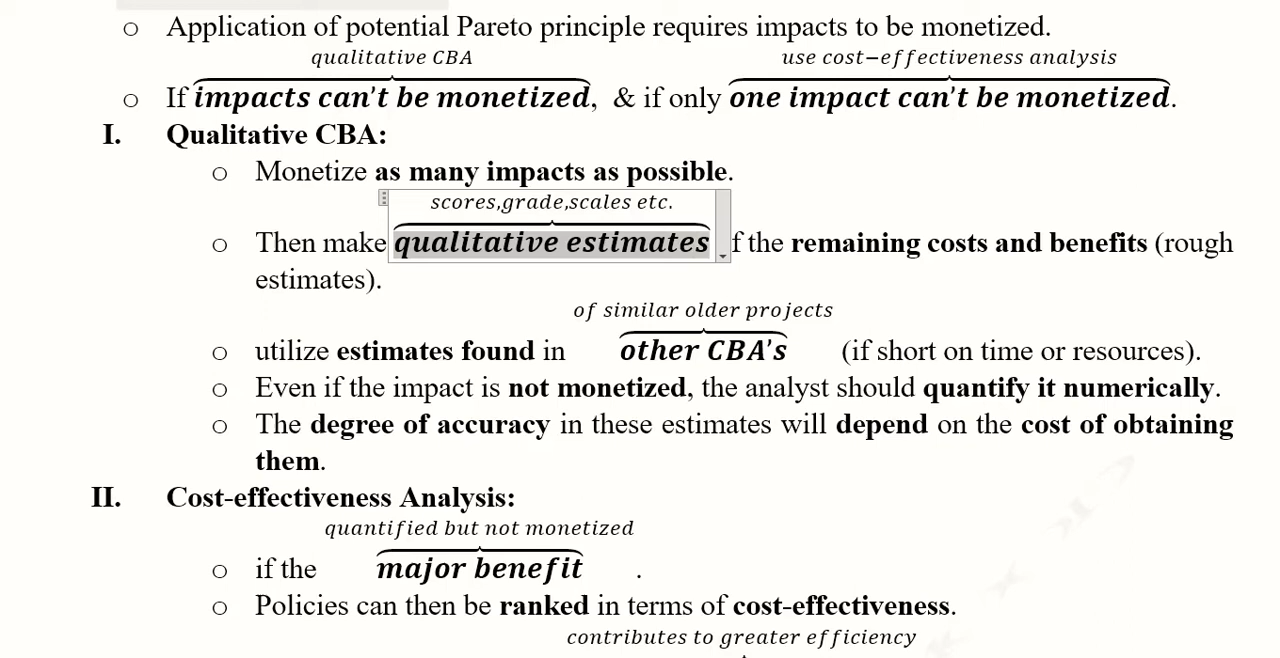 ○ Application of potential Pareto principle requires impacts to be monetized.
qualitative CBA use cost−effectiveness analysis
○ If impacts can't be monetized, & if only one impact can't be monetized.
I. Qualitative CBA:
○ Monetize as many impacts as possible.
scores,grade,scales etc.
○ Then make qualitative estimates f the remaining costs and benefits (rough
estimates).
of similar older projects
○ utilize estimates found in other CBA's (if short on time or resources).
○ Even if the impact is not monetized, the analyst should quantify it numerically.
○ The degree of accuracy in these estimates will depend on the cost of obtaining
them.
II. Cost-effectiveness Analysis:
quantified but not monetized
○ if the major benefit .
○ Policies can then be ranked in terms of cost-effectiveness.
contributes to greater efficiency